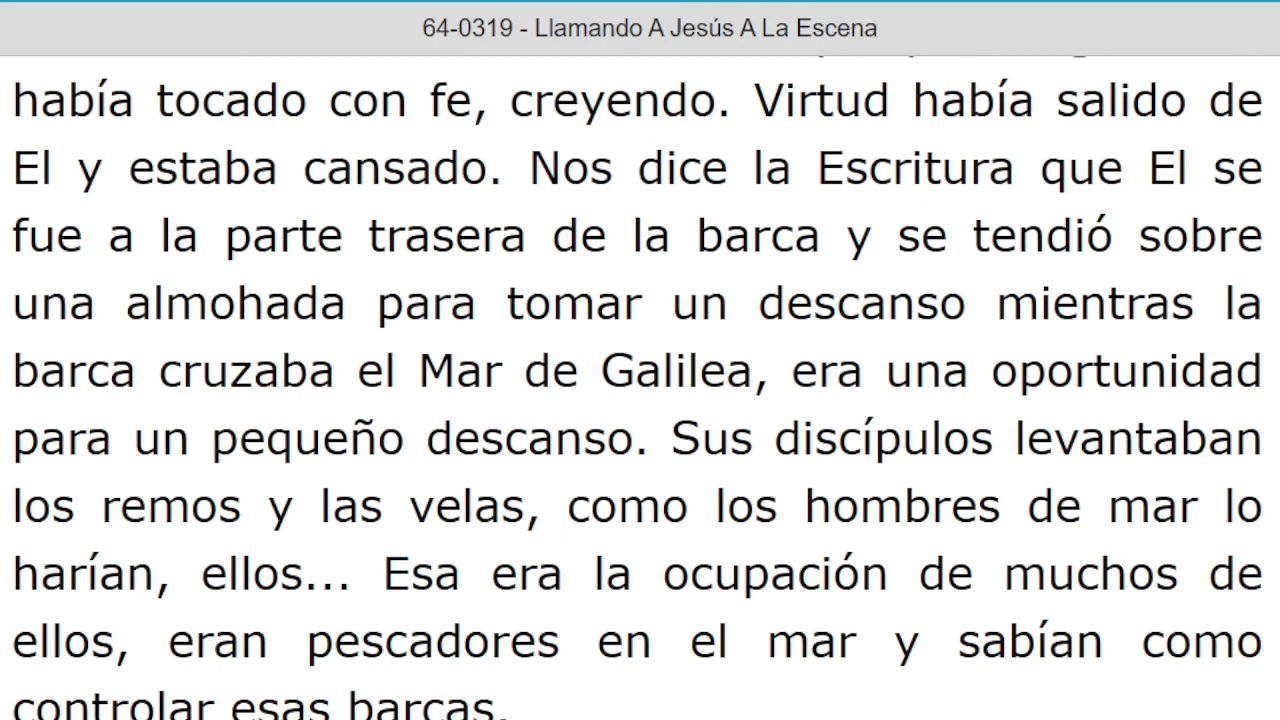 64-0319 - Llamando A Jesús A La Escena
había tocado con fe, creyendo. Virtud había salido de
El y estaba cansado. Nos dice la Escritura que El se
fue a la parte trasera de la barca y se tendió sobre
una almohada para tomar un descanso mientras la
barca cruzaba el Mar de Galilea, era una oportunidad
para un pequeño descanso. Sus discípulos levantaban
los remos y las velas, como los hombres de mar lo
harían, ellos... Esa era la ocupación de muchos de
ellos, eran pescadores en el mar y sabían como
controlar esas barcas.